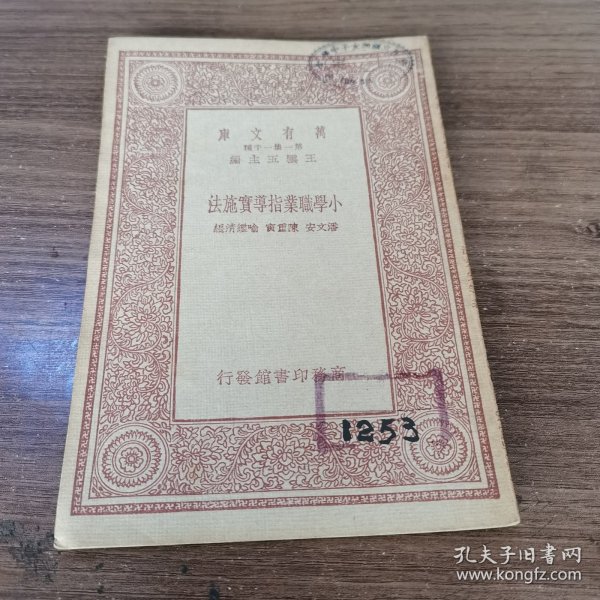 萬有文庫
第一集一千種
王雲五主編
小學職業指導實施法
潘文安 陳重寅 喻鑑清編
商務印書館發行
1253
孔夫子旧书网
www.kongfz.com